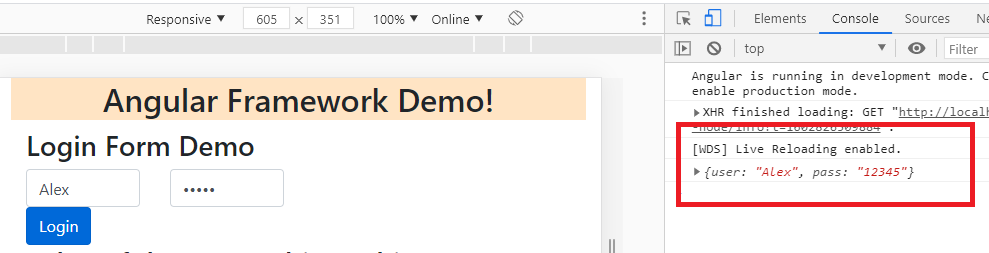 Responsive ▼ 605 × 351 100% ▼ Online ▼
Elements Console Sources
top ▼ Filter
Angular is running in development mode.
enable production mode.
▶XHR finished loading: GET "http://localh
[WDS] Live Reloading enabled.
▶{user: "Alex", pass: "12345"}
Angular Framework Demo!
Login Form Demo
Alex •••••
Login